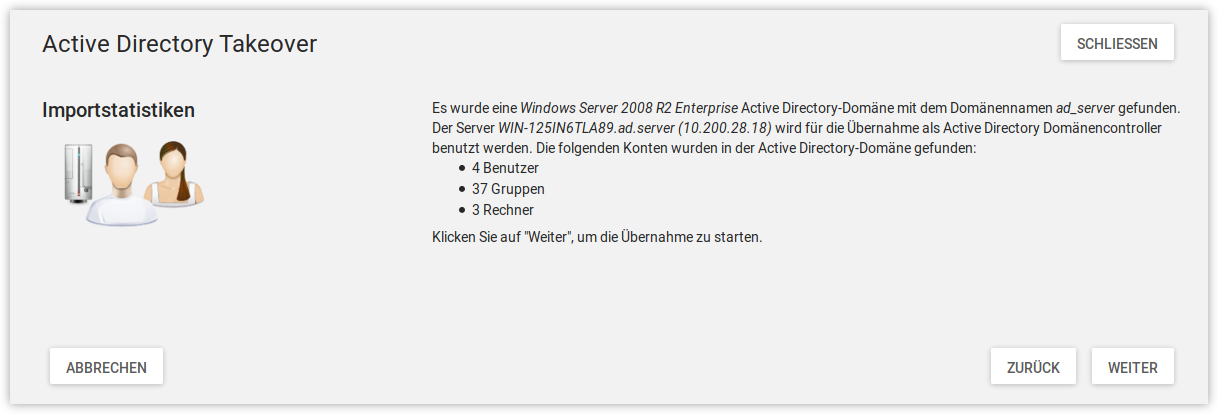 Active Directory Takeover
SCHLIESSEN
Importstatistiken
Es wurde eine Windows Server 2008 R2 Enterprise Active Directory-Domäne mit dem Domänennamen ad_server gefunden.
Der Server WIN-125IN6TLA89.ad.server (10.200.28.18) wird für die Übernahme als Active Directory Domänencontroller
benutzt werden. Die folgenden Konten wurden in der Active Directory-Domäne gefunden:
4 Benutzer
37 Gruppen
3 Rechner
Klicken Sie auf "Weiter", um die Übernahme zu starten.
ABBRECHEN
ZURÜCK
WEITER